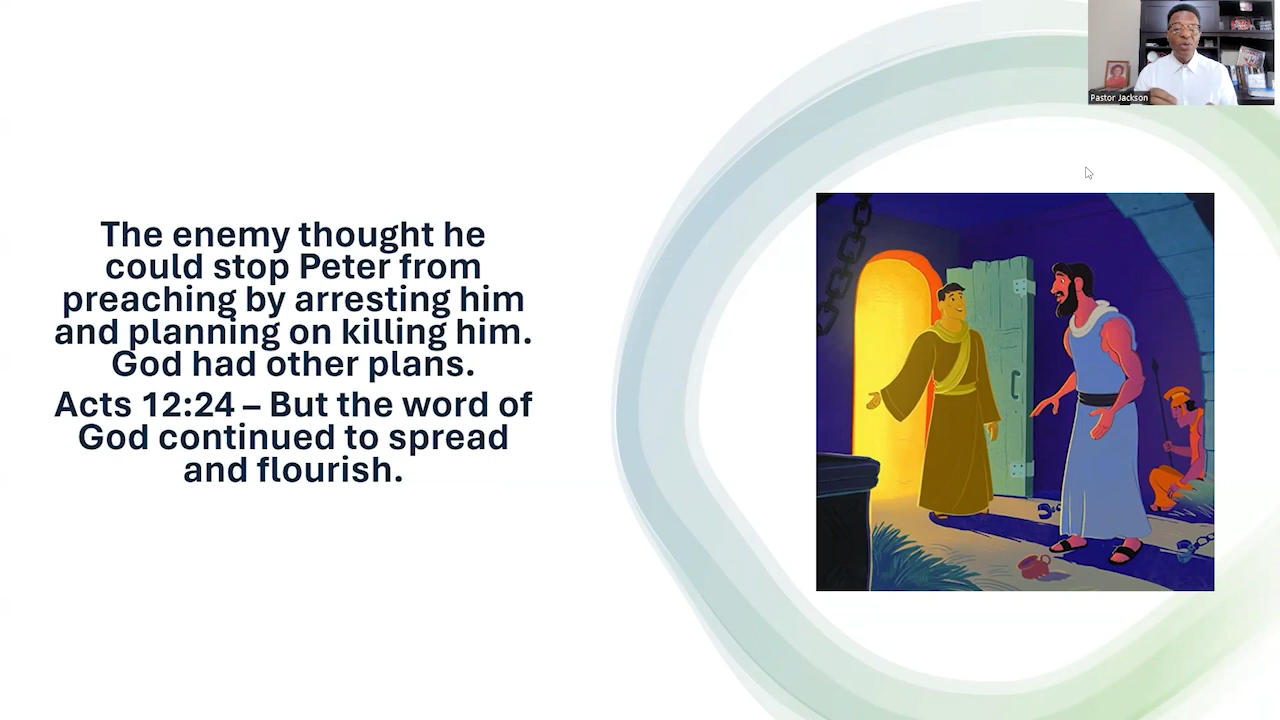 The enemy thought he
could stop Peter from
preaching by arresting him
and planning on killing him.
God had other plans.
Acts 12:24 – But the word of
God continued to spread
and flourish.
Pastor Jackson